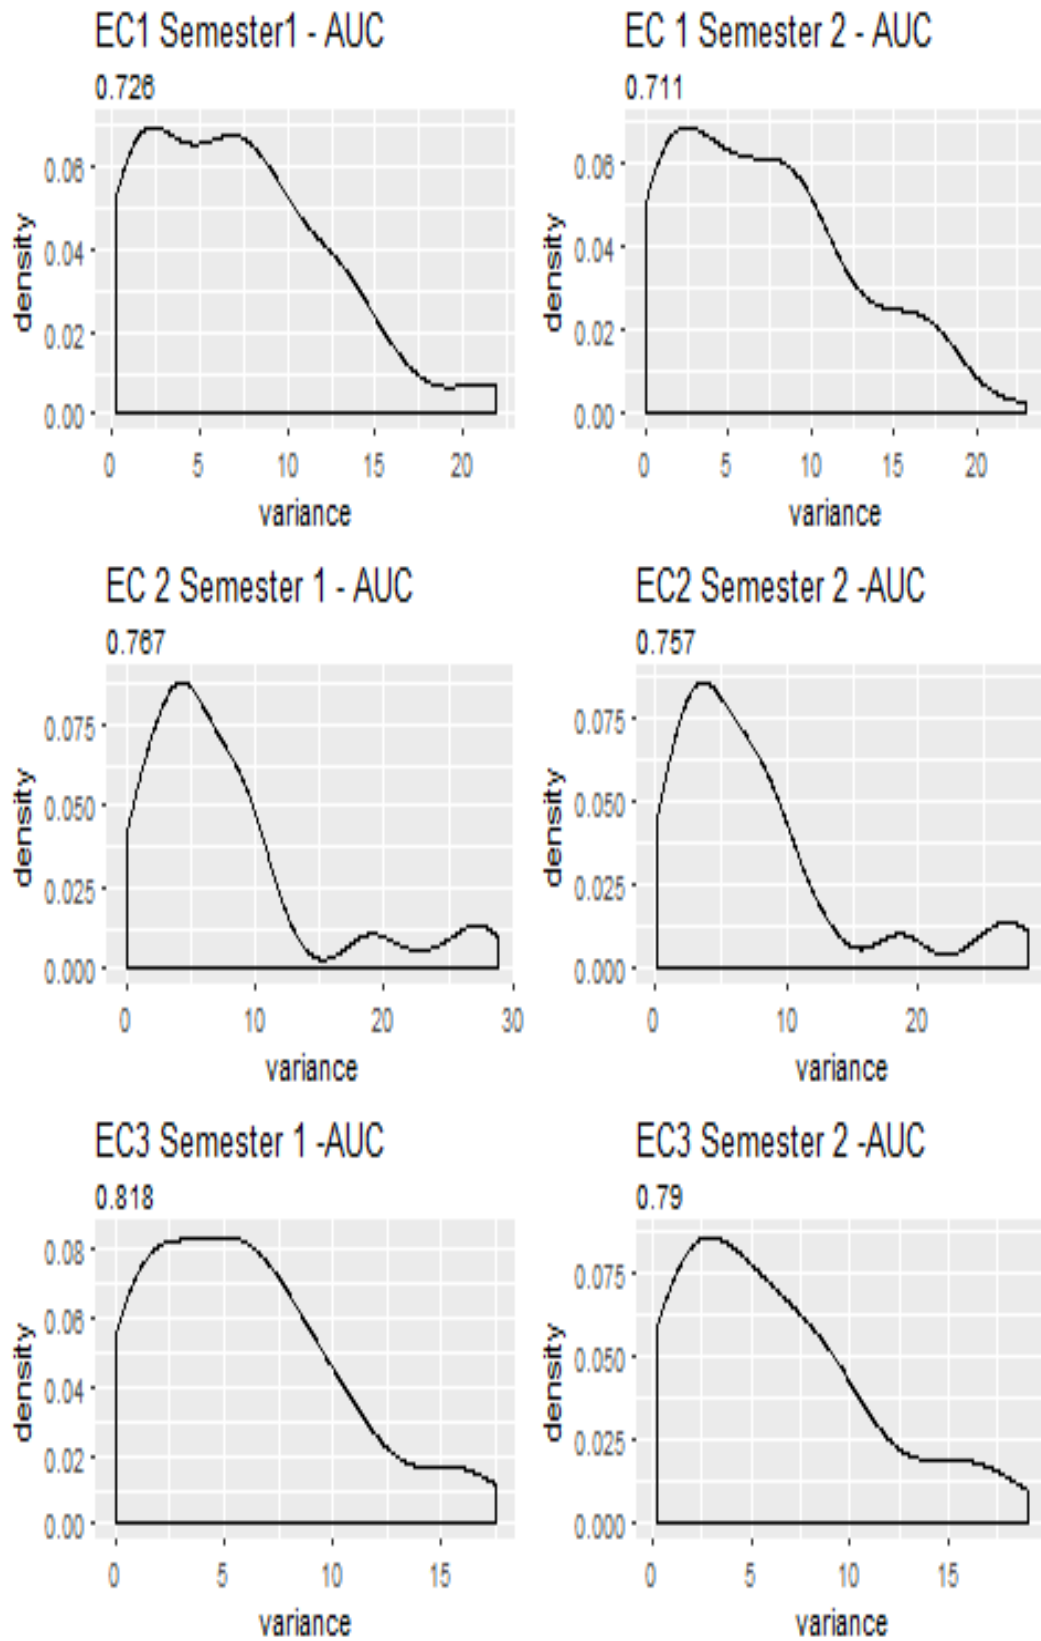 EC1 Semester1 - AUC
0.726
density
0.06
0.04
0.02
0.00
0 5 10 15 20
variance
EC 1 Semester 2 - AUC
0.711
density
0.06
0.04
0.02
0.00
0 5 10 15 20
variance
EC 2 Semester 1 - AUC
0.767
density
0.075
0.050
0.025
0.000
0 10 20 30
variance
EC2 Semester 2 -AUC
0.757
density
0.075
0.050
0.025
0.000
0 10 20
variance
EC3 Semester 1 -AUC
0.818
density
0.08
0.06
0.04
0.02
0.00
0 5 10 15
variance
EC3 Semester 2 -AUC
0.79
density
0.075
0.050
0.025
0.000
0 5 10 15
variance